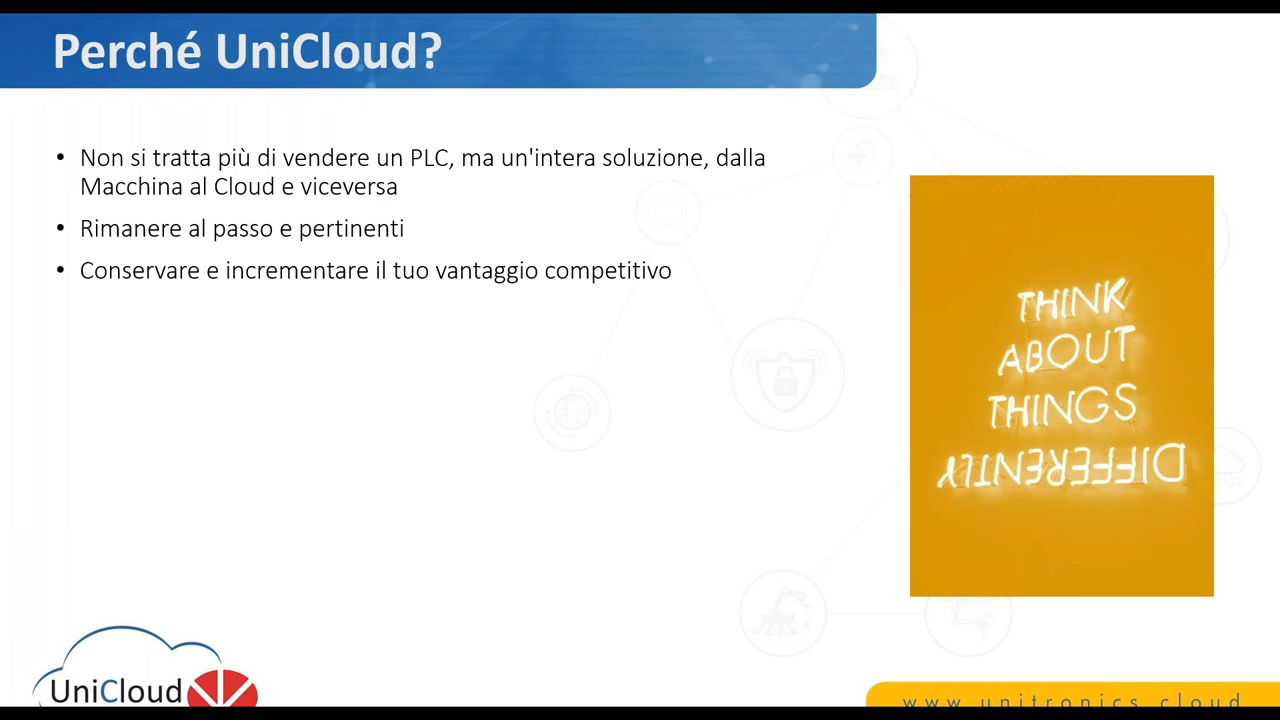 Perché UniCloud?
• Non si tratta più di vendere un PLC, ma un'intera soluzione, dalla
Macchina al Cloud e viceversa
• Rimanere al passo e pertinenti
• Conservare e incrementare il tuo vantaggio competitivo
THINK
ABOUT
THINGS
DIFFERENTLY
UniCloud
www.unitronics.cloud